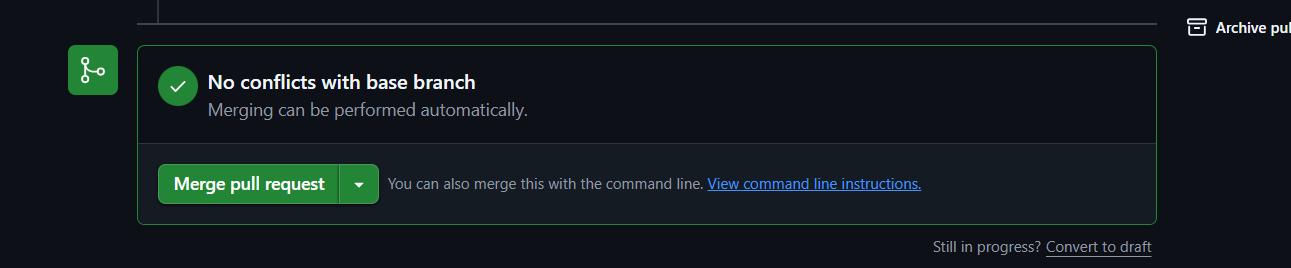 Archive pul
No conflicts with base branch
Merging can be performed automatically.
Merge pull request
You can also merge this with the command line. View command line instructions.
Still in progress? Convert to draft